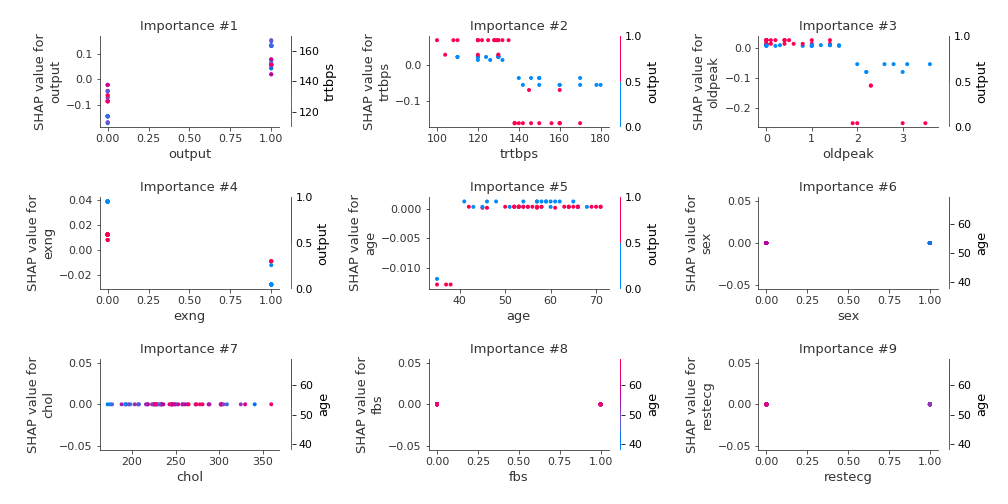 Importance #1
Importance #2
Importance #3
SHAP value for
output
0.1
0.0
−0.1
0.00
0.25
0.50
0.75
1.00
output
160
140
120
trtbps
SHAP value for
trtbps
0.0
−0.1
100
120
140
160
180
trtbps
1.0
0.5
0.0
output
SHAP value for
oldpeak
0.0
−0.1
−0.2
0
1
2
3
oldpeak
1.0
0.5
0.0
output
Importance #4
Importance #5
Importance #6
SHAP value for
exng
0.04
0.02
0.00
−0.02
0.00
0.25
0.50
0.75
1.00
exng
1.0
0.5
0.0
output
SHAP value for
age
0.000
−0.005
−0.010
40
50
60
70
age
1.0
0.5
0.0
output
SHAP value for
sex
0.05
0.00
−0.05
0.00
0.25
0.50
0.75
1.00
sex
60
50
40
age
Importance #7
Importance #8
Importance #9
SHAP value for
chol
0.05
0.00
−0.05
200
250
300
350
chol
60
50
40
age
SHAP value for
fbs
0.05
0.00
−0.05
0.00
0.25
0.50
0.75
1.00
fbs
60
50
40
age
SHAP value for
restecg
0.05
0.00
−0.05
0.00
0.25
0.50
0.75
1.00
restecg
60
50
40
age